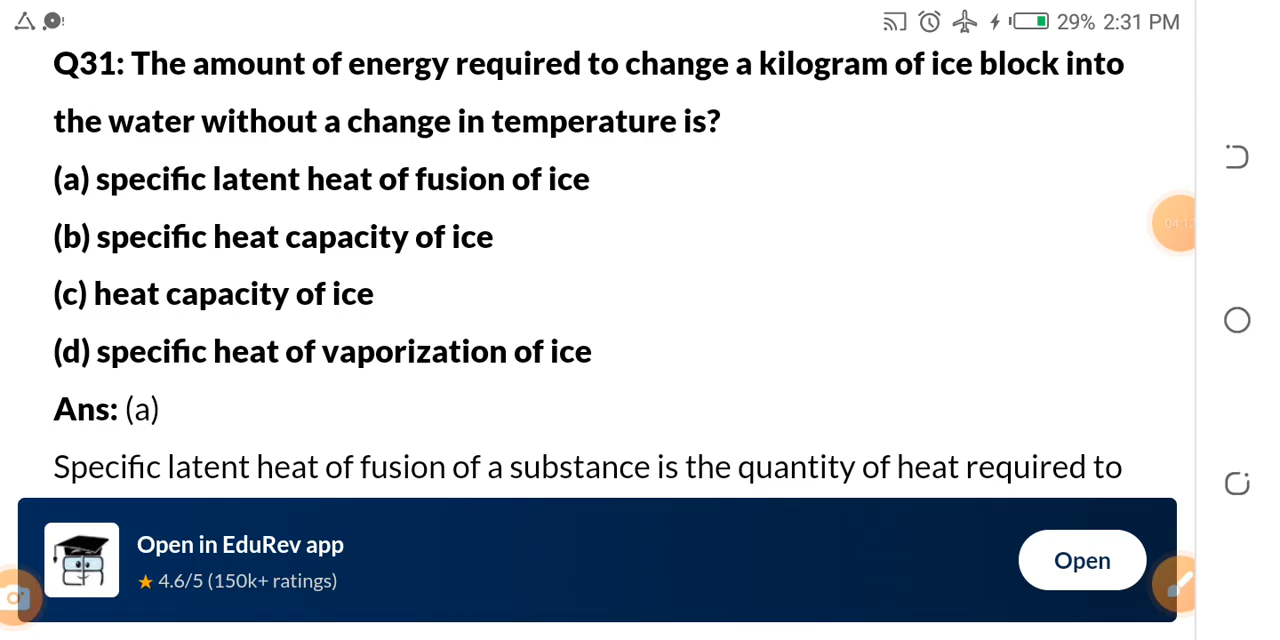 29% 2:31 PM
Q31: The amount of energy required to change a kilogram of ice block into
the water without a change in temperature is?
(a) specific latent heat of fusion of ice
(b) specific heat capacity of ice
(c) heat capacity of ice
(d) specific heat of vaporization of ice
Ans: (a)
Specific latent heat of fusion of a substance is the quantity of heat required to
Open in EduRev app
★ 4.6/5 (150k+ ratings)
Open